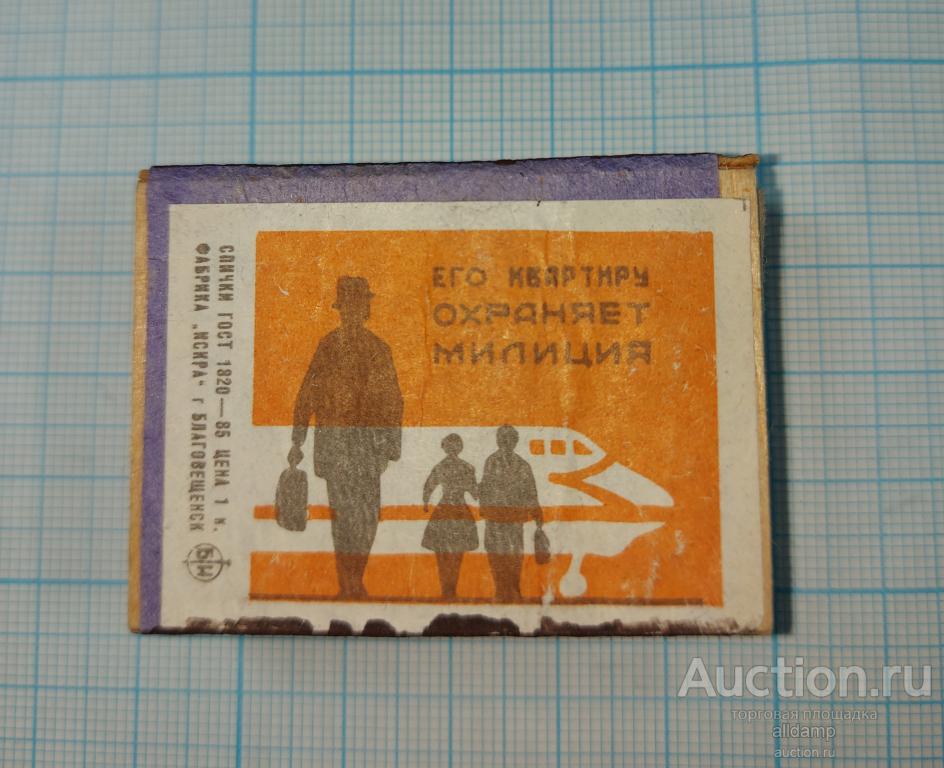 ЕГО КВАРТИРУ
ОХРАНЯЕТ
МИЛИЦИЯ
СПИЧКИ ГОСТ 1820—85 ЦЕНА 1 к.
ФАБРИКА „ИСКРА“ г БЛАГОВЕЩЕНСК
Auction.ru
торговая площадка
alldamp
auction.ru